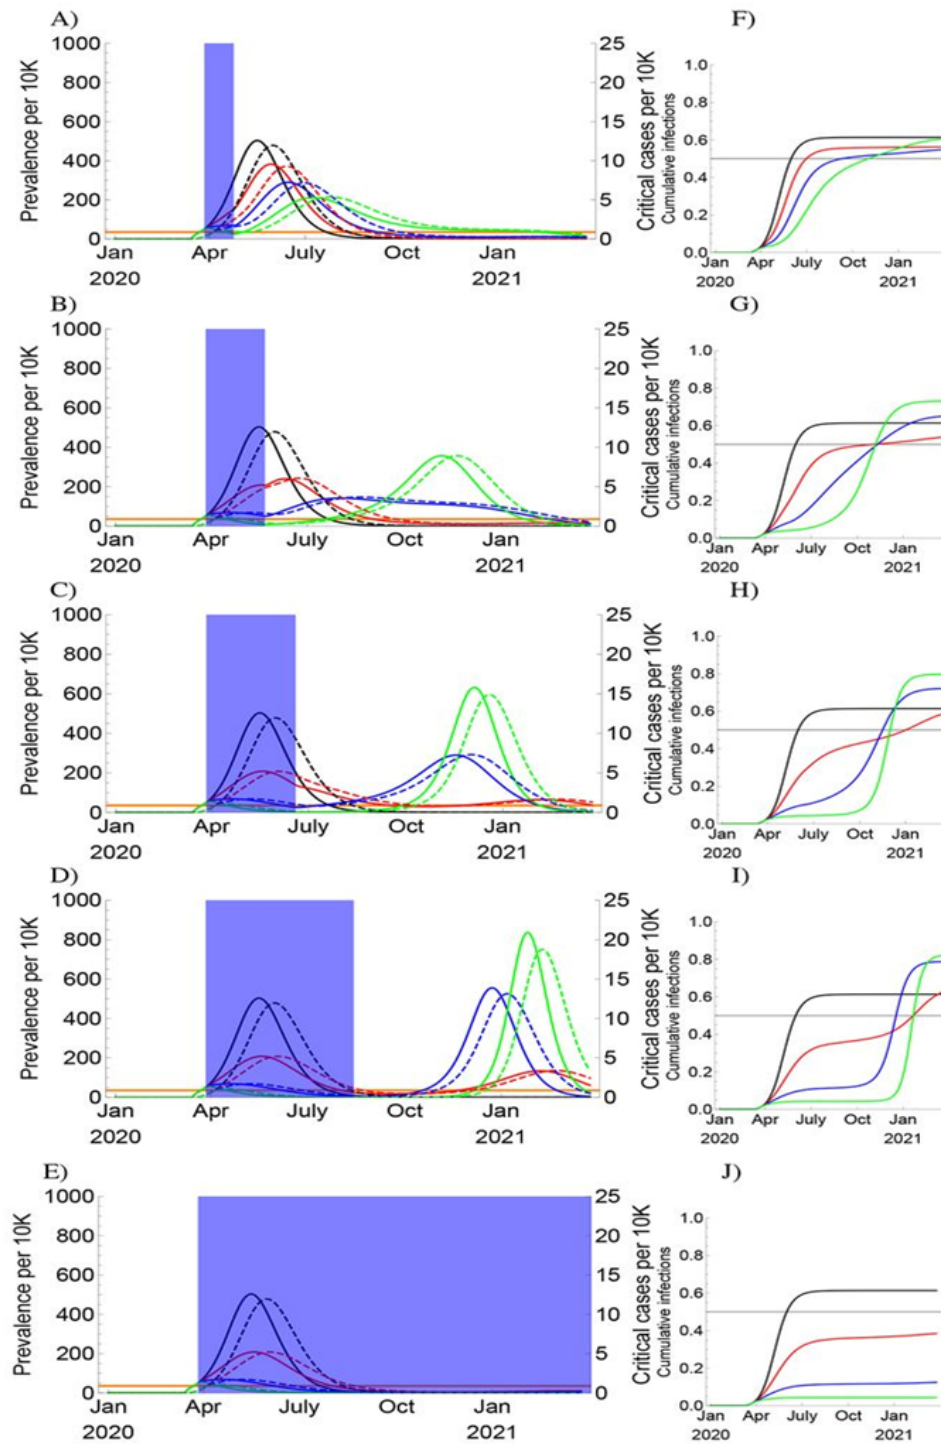 A)
Prevalence per 10K
1000
800
600
400
200
0
Jan
2020
Apr
July
Oct
Jan
2021
25
20
15
10
5
0
Critical cases per 10K
F)
Cumulative infections
1.0
0.8
0.6
0.4
0.2
0.0
Jan
2020
Apr
July
Oct
Jan
2021
B)
Prevalence per 10K
1000
800
600
400
200
0
Jan
2020
Apr
July
Oct
Jan
2021
25
20
15
10
5
0
Critical cases per 10K
G)
Cumulative infections
1.0
0.8
0.6
0.4
0.2
0.0
Jan
2020
Apr
July
Oct
Jan
2021
C)
Prevalence per 10K
1000
800
600
400
200
0
Jan
2020
Apr
July
Oct
Jan
2021
25
20
15
10
5
0
Critical cases per 10K
H)
Cumulative infections
1.0
0.8
0.6
0.4
0.2
0.0
Jan
2020
Apr
July
Oct
Jan
2021
D)
Prevalence per 10K
1000
800
600
400
200
0
Jan
2020
Apr
July
Oct
Jan
2021
25
20
15
10
5
0
Critical cases per 10K
I)
Cumulative infections
1.0
0.8
0.6
0.4
0.2
0.0
Jan
2020
Apr
July
Oct
Jan
2021
E)
Prevalence per 10K
1000
800
600
400
200
0
Jan
2020
Apr
July
Oct
Jan
2021
25
20
15
10
5
0
Critical cases per 10K
J)
Cumulative infections
1.0
0.8
0.6
0.4
0.2
0.0
Jan
2020
Apr
July
Oct
Jan
2021